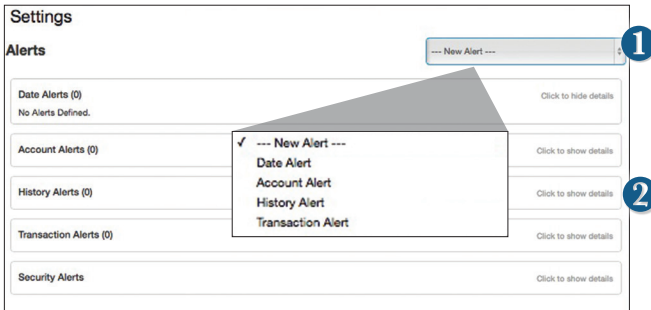 Settings
Alerts
--- New Alert ---
1
Date Alerts (0)
Click to hide details
No Alerts Defined.
✓ --- New Alert ---
Date Alert
Account Alert
History Alert
Transaction Alert
Account Alerts (0)
Click to show details
History Alerts (0)
Click to show details
2
Transaction Alerts (0)
Click to show details
Security Alerts
Click to show details